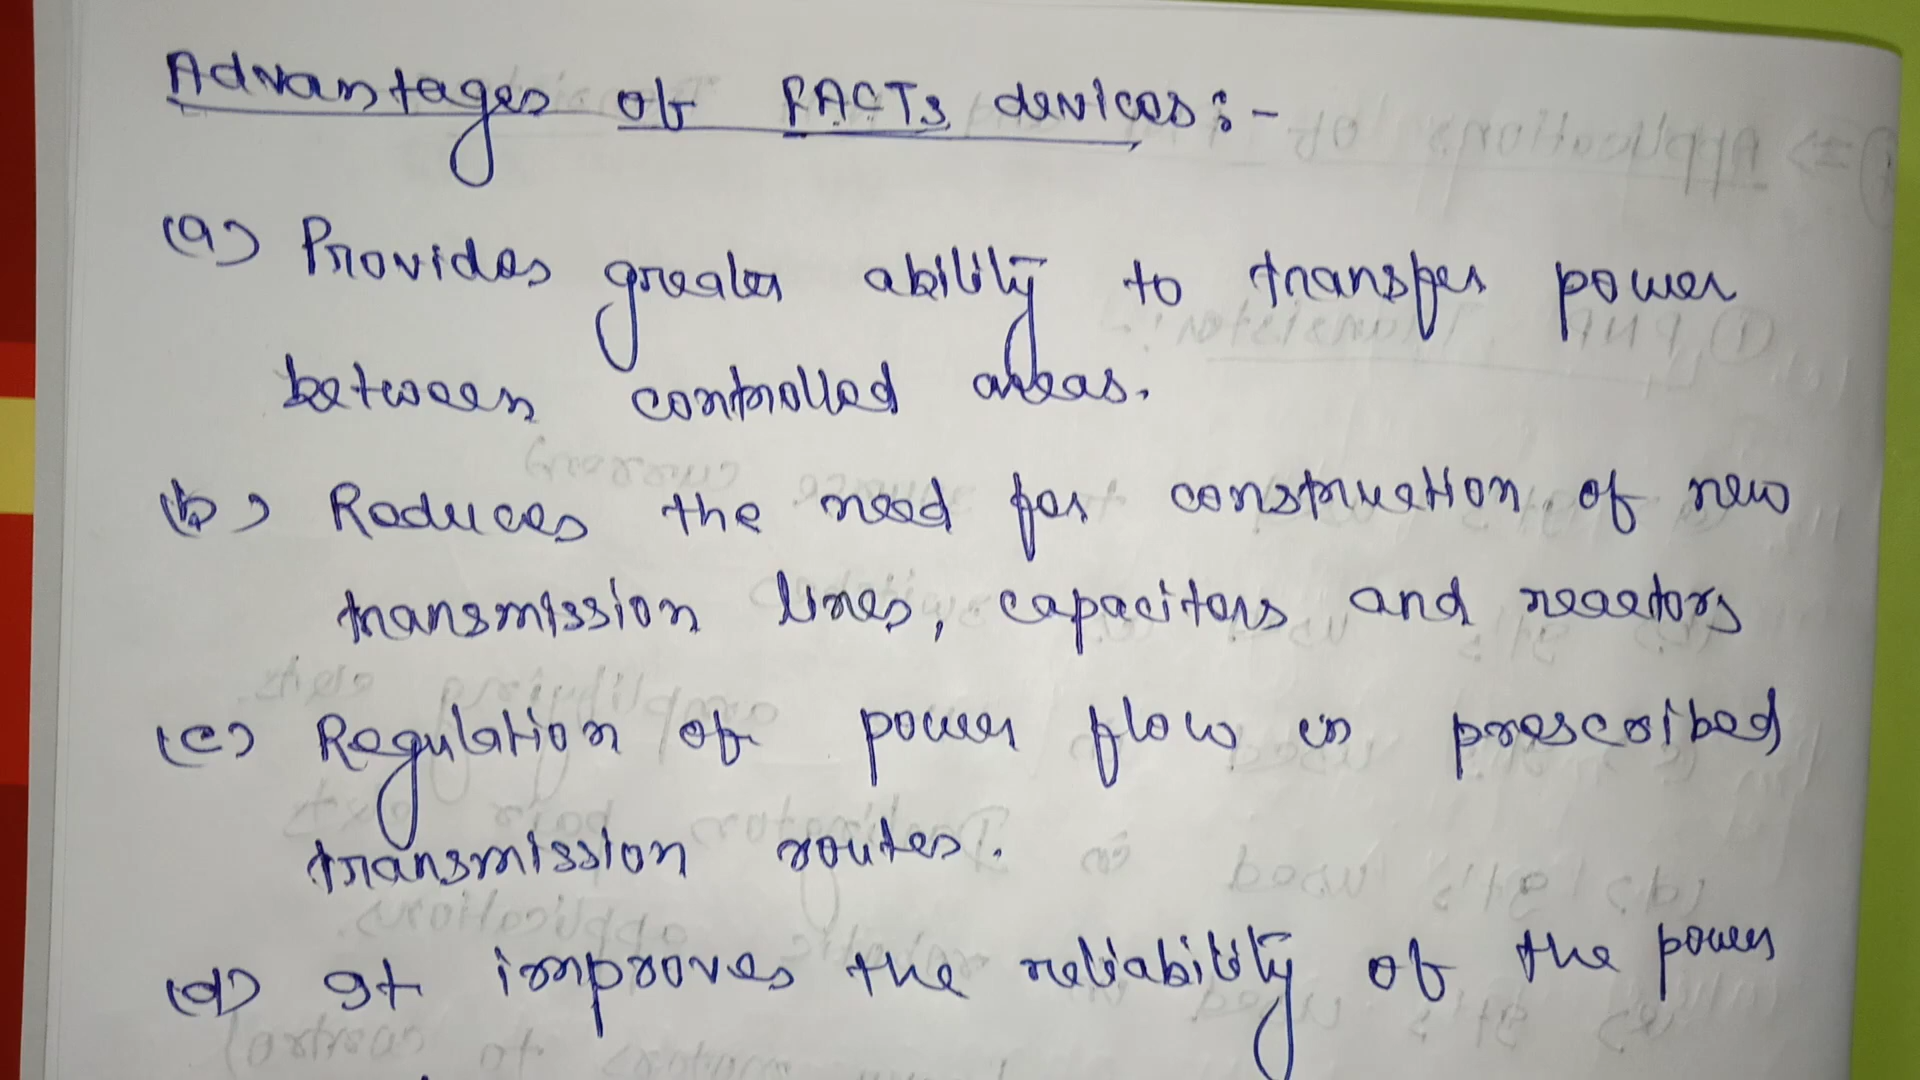 Advantages of FACTs devices:-
(a) Provides greater ability to transfer power
between controlled areas.
(b) Reduces the need for construction of new
transmission lines, capacitors and reactors
(c) Regulation of power flow in prescribed
transmission routes.
(d) It improves the reliability of the power